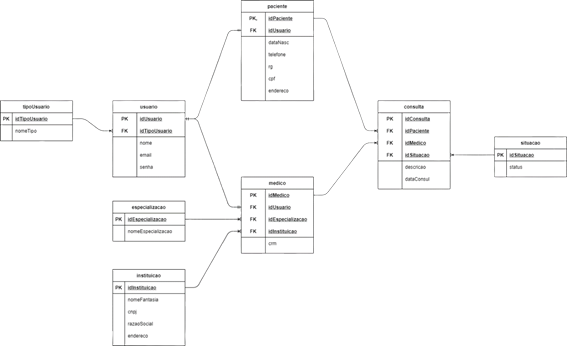 paciente
PK, idPaciente
FK idUsuario
dataNasc
telefone
rg
cpf
endereco
tipoUsuario
PK idTipoUsuario
nomeTipo
usuario
PK idUsuario
FK idTipoUsuario
nome
email
senha
consulta
PK idConsulta
FK idPaciente
FK idMedico
FK idSituacao
descricao
dataConsul
situacao
PK idSituacao
status
medico
PK idMedico
FK idUsuario
FK idEspecializacao
FK idInstituicao
crm
especializacao
PK idEspecializacao
nomeEspecializacao
instituicao
PK idInstituicao
nomeFantasia
cnpj
razaoSocial
endereco